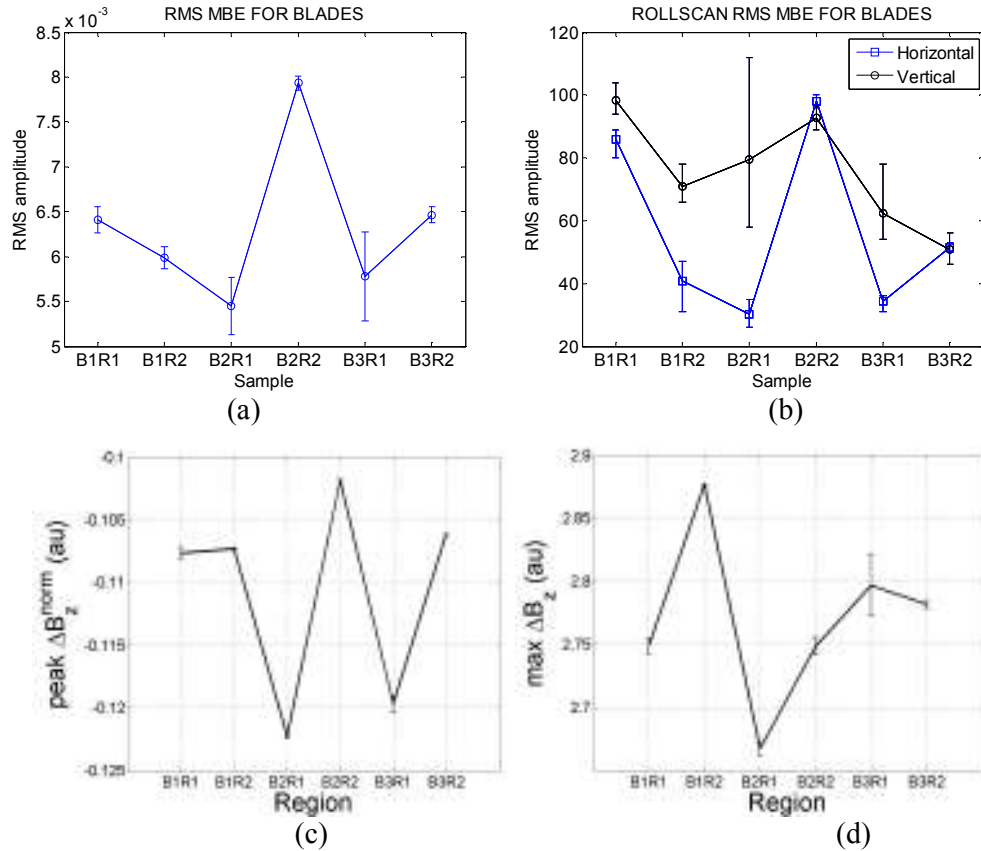 RMS MBE FOR BLADES
x 10⁻³
8.5
8
7.5
7
6.5
6
5.5
5
RMS amplitude
B1R1 B1R2 B2R1 B2R2 B3R1 B3R2
Sample
(a)
ROLLSCAN RMS MBE FOR BLADES
120
100
80
60
40
20
RMS amplitude
Horizontal
Vertical
B1R1 B1R2 B2R1 B2R2 B3R1 B3R2
Sample
(b)
-0.1
-0.105
-0.11
-0.115
-0.12
-0.125
peak ΔB_z^norm (au)
B1R1 B1R2 B2R1 B2R2 B3R1 B3R2
Region
(c)
2.9
2.85
2.8
2.75
2.7
max ΔB_z (au)
B1R1 B1R2 B2R1 B2R2 B3R1 B3R2
Region
(d)